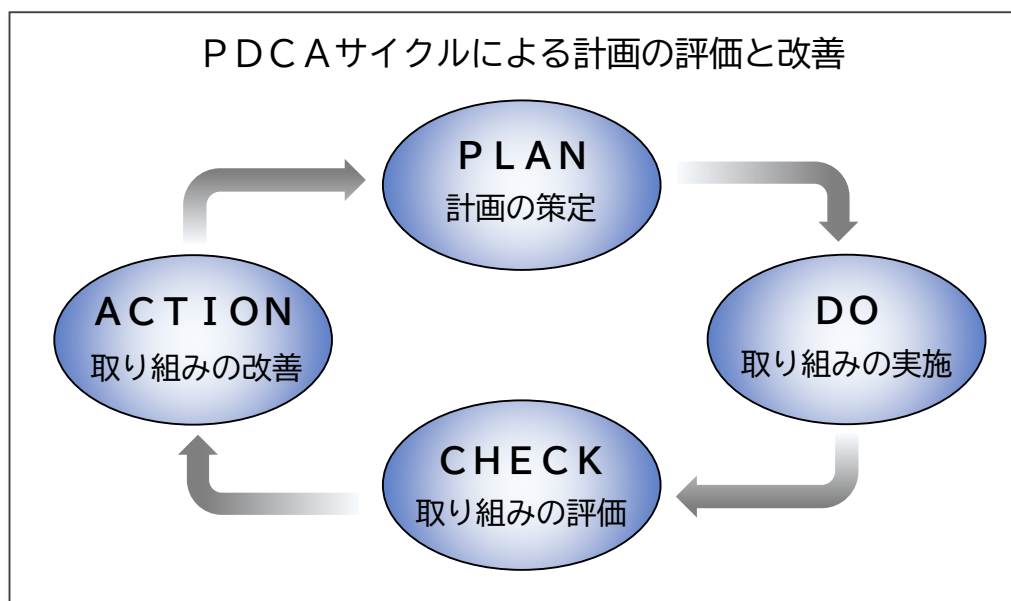 ＰＤＣＡサイクルによる計画の評価と改善
ＰＬＡＮ
計画の策定
ＤＯ
取り組みの実施
ＣＨＥＣＫ
取り組みの評価
ＡＣＴＩＯＮ
取り組みの改善